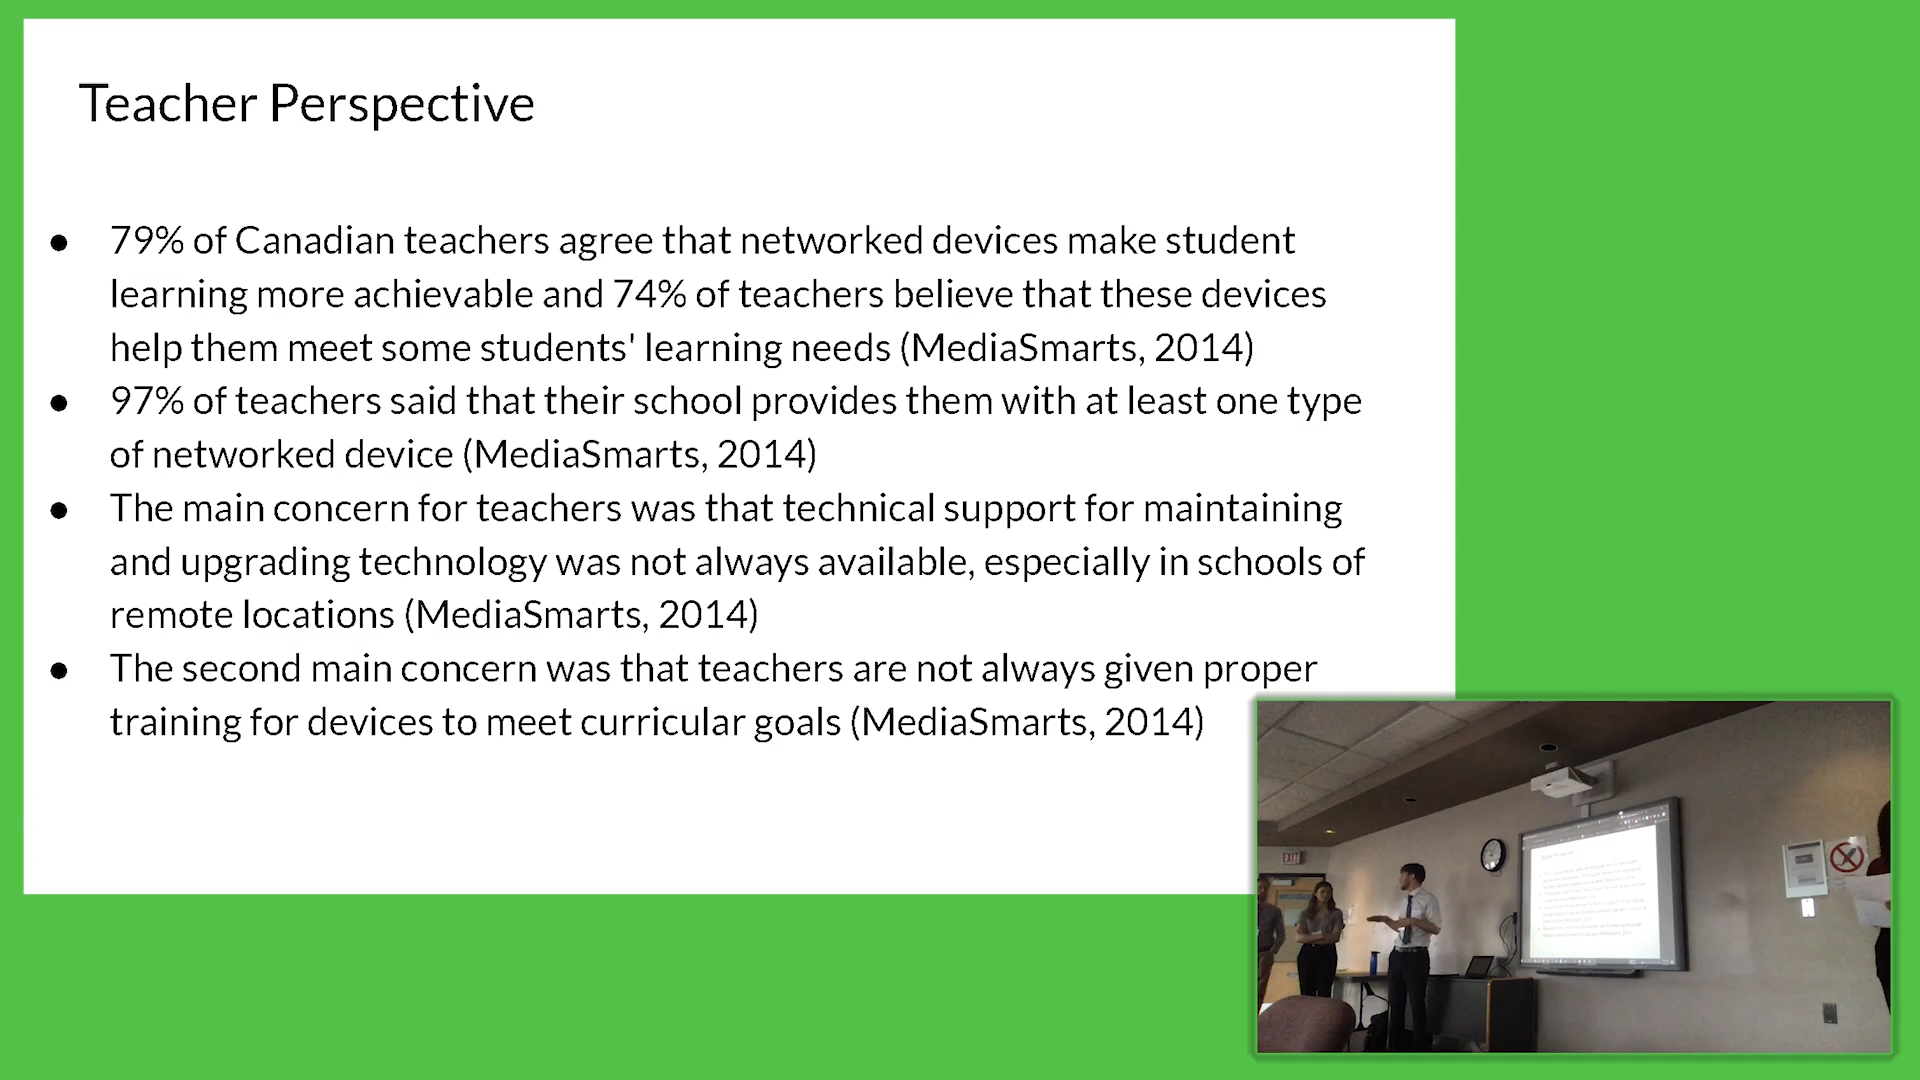 Teacher Perspective
● 79% of Canadian teachers agree that networked devices make student
learning more achievable and 74% of teachers believe that these devices
help them meet some students' learning needs (MediaSmarts, 2014)
● 97% of teachers said that their school provides them with at least one type
of networked device (MediaSmarts, 2014)
● The main concern for teachers was that technical support for maintaining
and upgrading technology was not always available, especially in schools of
remote locations (MediaSmarts, 2014)
● The second main concern was that teachers are not always given proper
training for devices to meet curricular goals (MediaSmarts, 2014)
EXIT